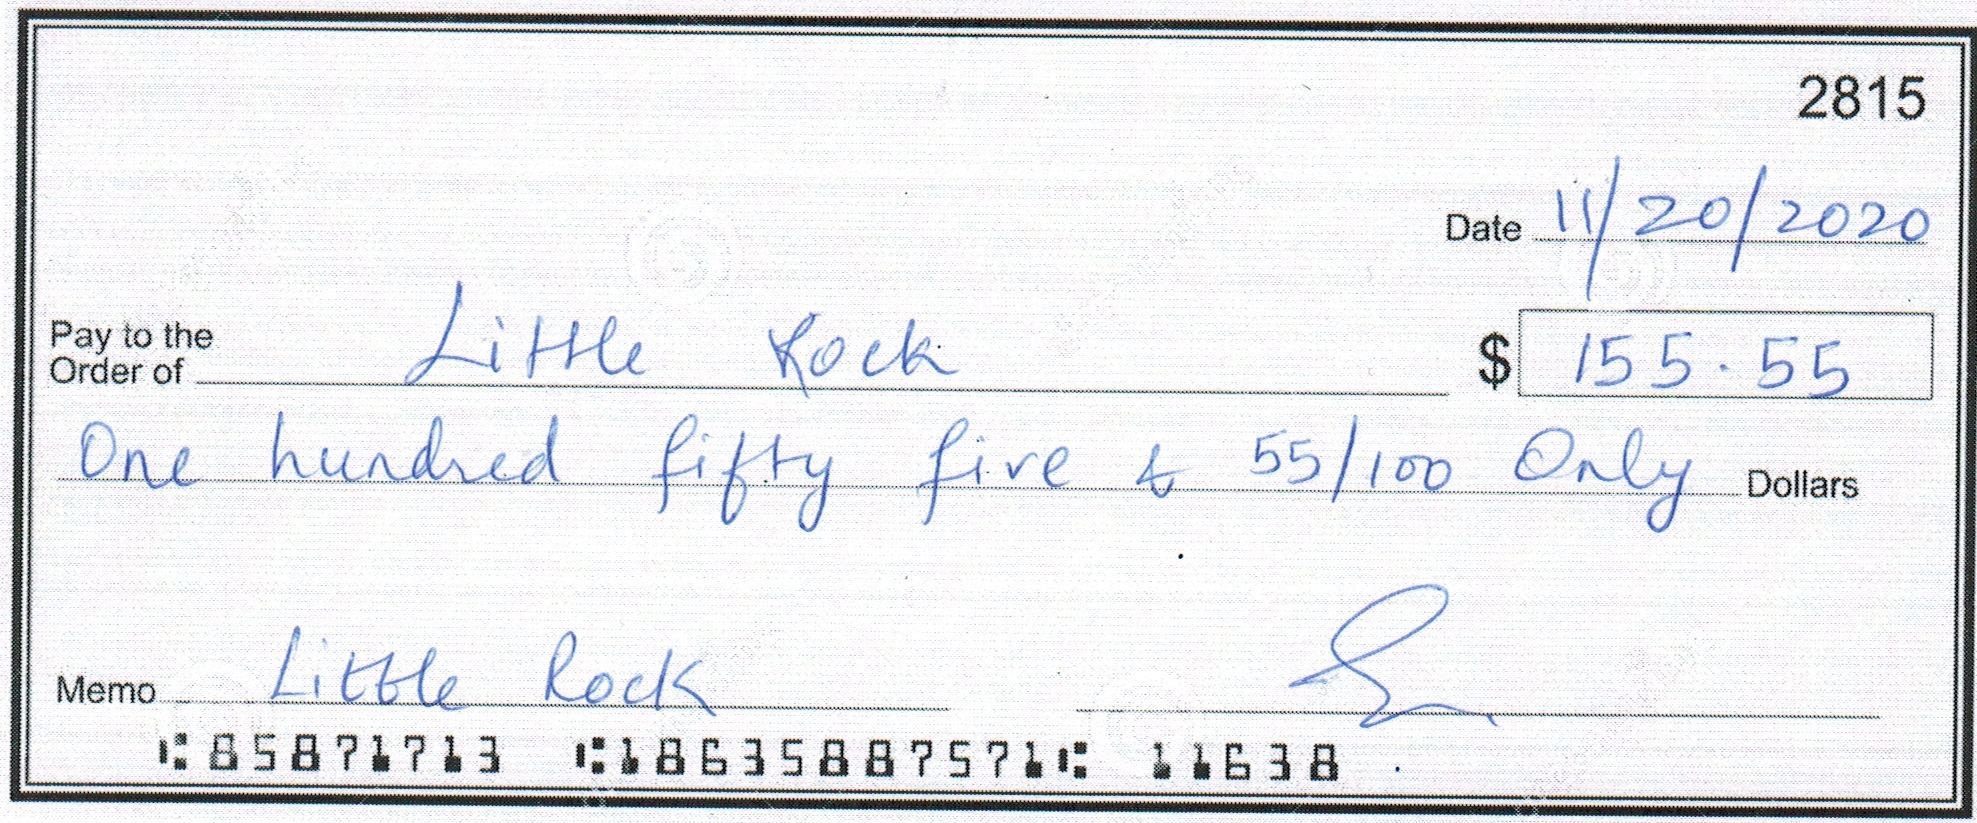 2815
Date 11/20/2020
Pay to the
Order of Little Rock $ 155.55
One hundred fifty five & 55/100 Only Dollars
Memo Little Rock
⑆85871713 ⑆18635887571⑆ 11638